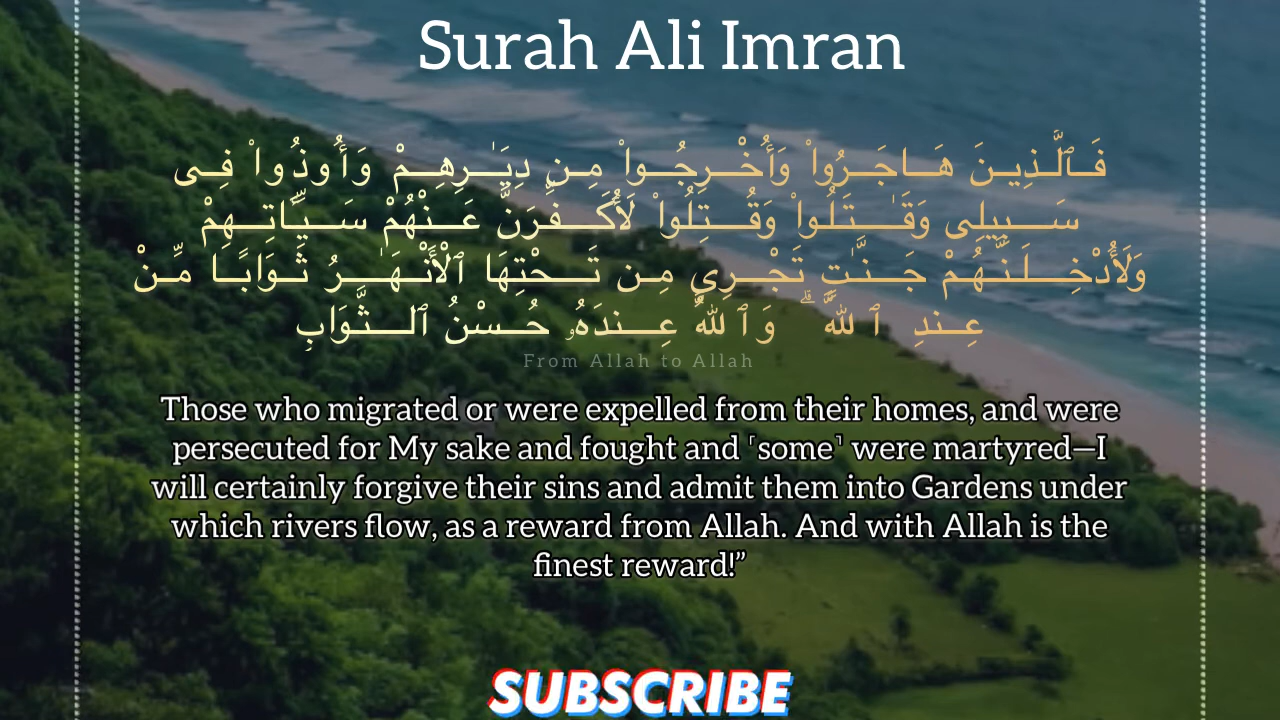 Surah Ali Imran
فَٱلَّذِينَ هَاجَرُوا۟ وَأُخْرِجُوا۟ مِن دِيَـٰرِهِمْ وَأُوذُوا۟ فِى
سَبِيلِى وَقَـٰتَلُوا۟ وَقُتِلُوا۟ لَأُكَفِّرَنَّ عَنْهُمْ سَيِّـَٔاتِهِمْ
وَلَأُدْخِلَنَّهُمْ جَنَّـٰتٍ تَجْرِى مِن تَحْتِهَا ٱلْأَنْهَـٰرُ ثَوَابًا مِّنْ
عِندِ ٱللَّهِ ۗ وَٱللَّهُ عِندَهُۥ حُسْنُ ٱلثَّوَابِ
From Allah to Allah
Those who migrated or were expelled from their homes, and were
persecuted for My sake and fought and ˹some˺ were martyred—I
will certainly forgive their sins and admit them into Gardens under
which rivers flow, as a reward from Allah. And with Allah is the
finest reward!”
SUBSCRIBE